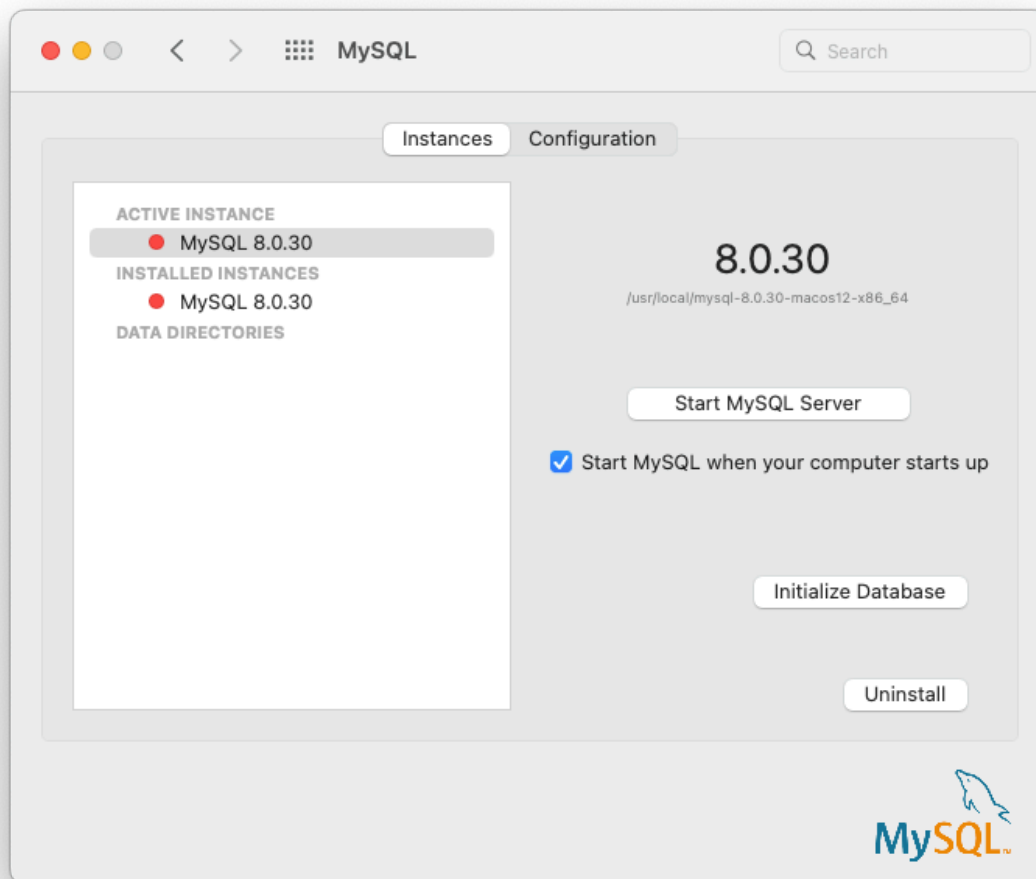 MySQL
Search
Instances
Configuration
ACTIVE INSTANCE
MySQL 8.0.30
INSTALLED INSTANCES
MySQL 8.0.30
DATA DIRECTORIES
8.0.30
/usr/local/mysql-8.0.30-macos12-x86_64
Start MySQL Server
Start MySQL when your computer starts up
Initialize Database
Uninstall
MySQL™